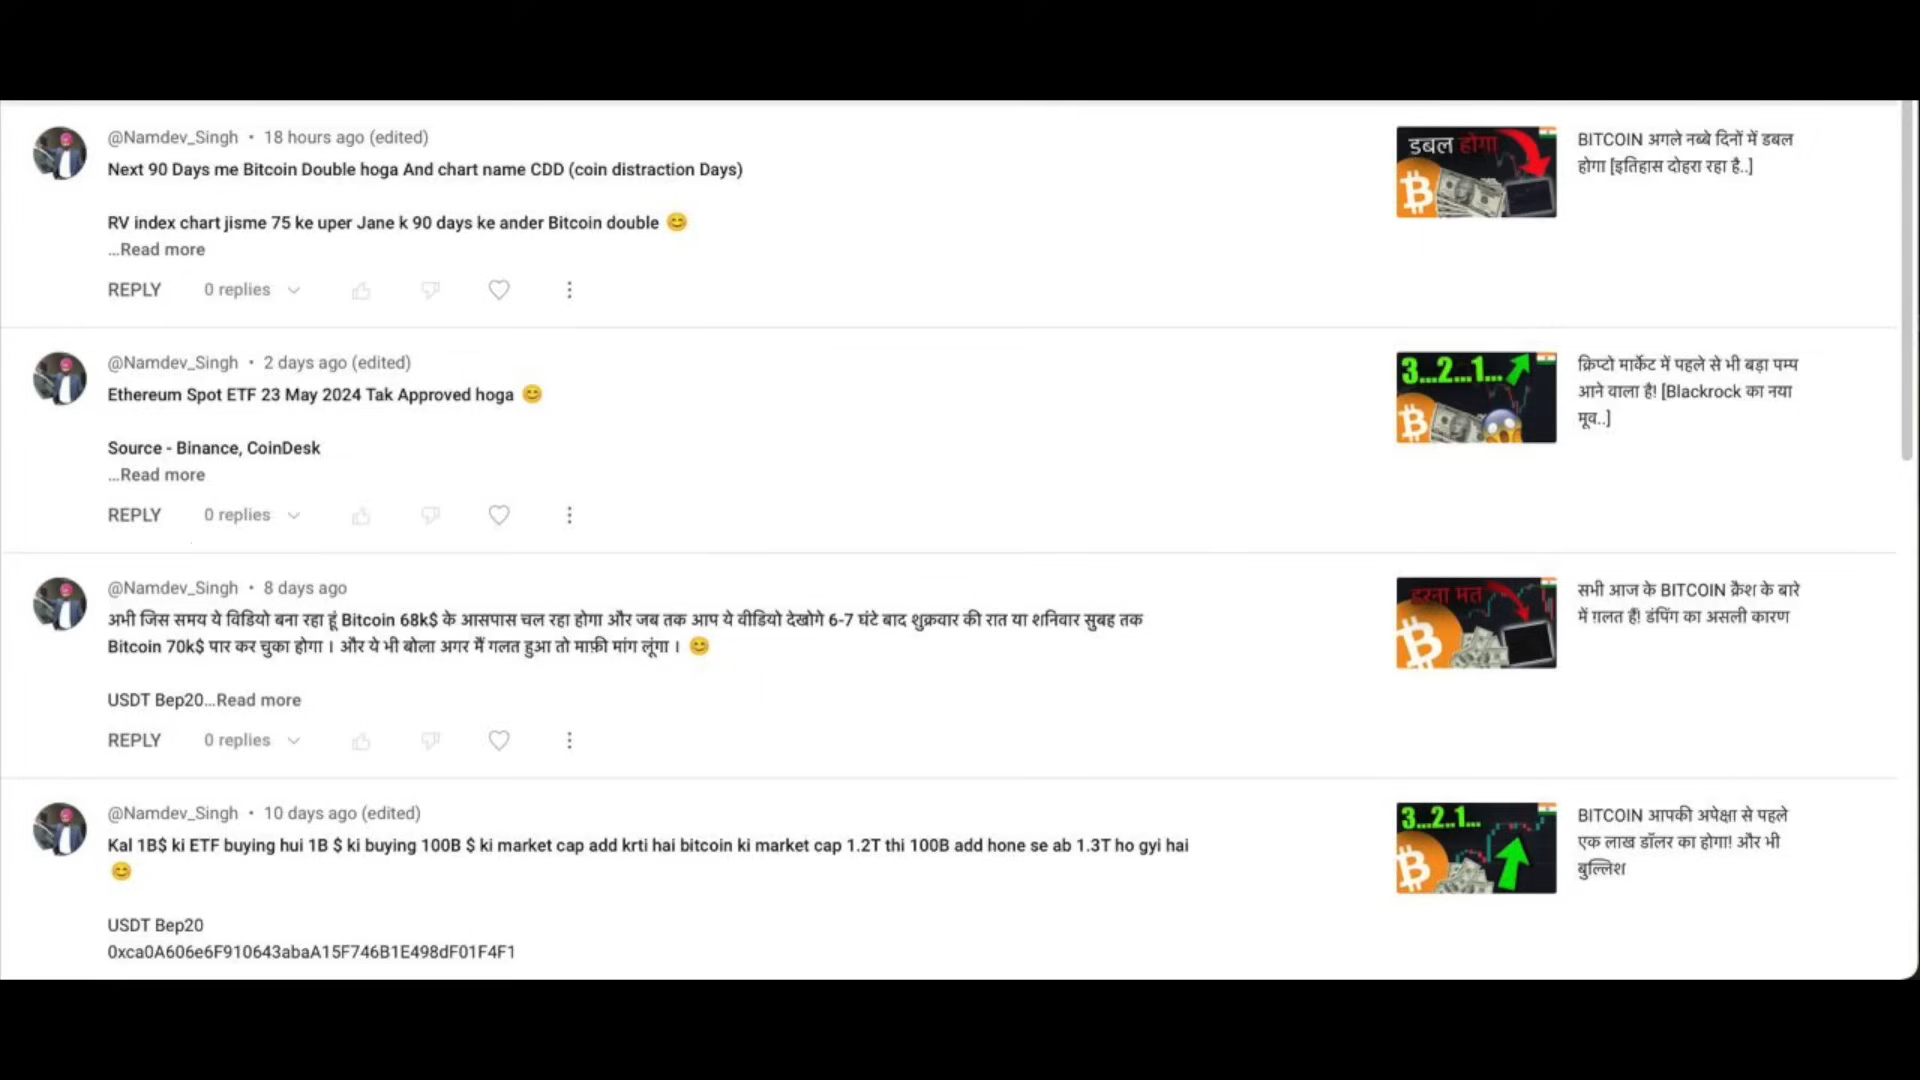 @Namdev_Singh • 18 hours ago (edited)
Next 90 Days me Bitcoin Double hoga And chart name CDD (coin distraction Days)
RV index chart jisme 75 ke uper Jane k 90 days ke ander Bitcoin double 😊
...Read more
REPLY 0 replies
डबल होगा
BITCOIN अगले नब्बे दिनों में डबल
होगा [इतिहास दोहरा रहा है..]
@Namdev_Singh • 2 days ago (edited)
Ethereum Spot ETF 23 May 2024 Tak Approved hoga 😊
Source - Binance, CoinDesk
...Read more
REPLY 0 replies
3...2...1...
क्रिप्टो मार्केट में पहले से भी बड़ा पम्प
आने वाला है! [Blackrock का नया
मूव..]
@Namdev_Singh • 8 days ago
अभी जिस समय ये विडियो बना रहा हूं Bitcoin 68k$ के आसपास चल रहा होगा और जब तक आप ये वीडियो देखोगे 6-7 घंटे बाद शुक्रवार की रात या शनिवार सुबह तक
Bitcoin 70k$ पार कर चुका होगा । और ये भी बोला अगर मैं गलत हुआ तो माफ़ी मांग लूंगा । 😊
USDT Bep20...Read more
REPLY 0 replies
डरना मत
सभी आज के BITCOIN क्रैश के बारे
में ग़लत हैं! डंपिंग का असली कारण
@Namdev_Singh • 10 days ago (edited)
Kal 1B$ ki ETF buying hui 1B $ ki buying 100B $ ki market cap add krti hai bitcoin ki market cap 1.2T thi 100B add hone se ab 1.3T ho gyi hai
😊
USDT Bep20
0xca0A606e6F910643abaA15F746B1E498dF01F4F1
3...2..1...
BITCOIN आपकी अपेक्षा से पहले
एक लाख डॉलर का होगा! और भी
बुल्लिश